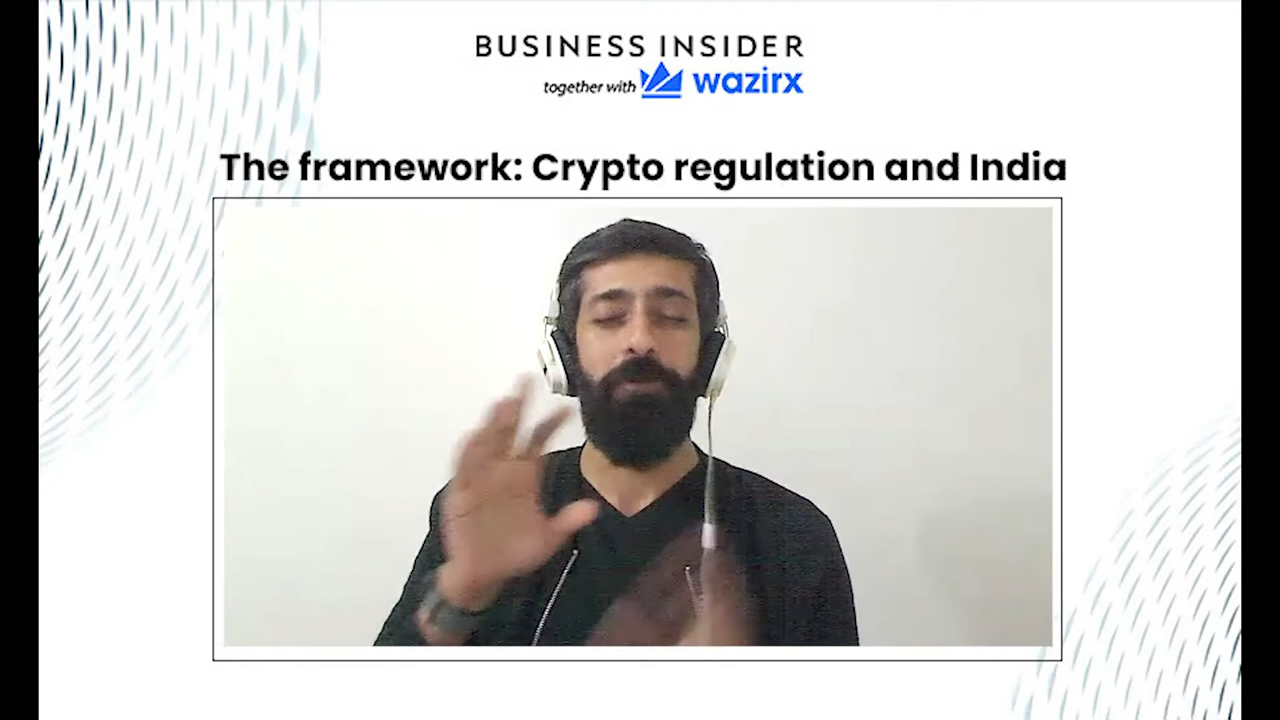 BUSINESS INSIDER
together with wazirx
The framework: Crypto regulation and India